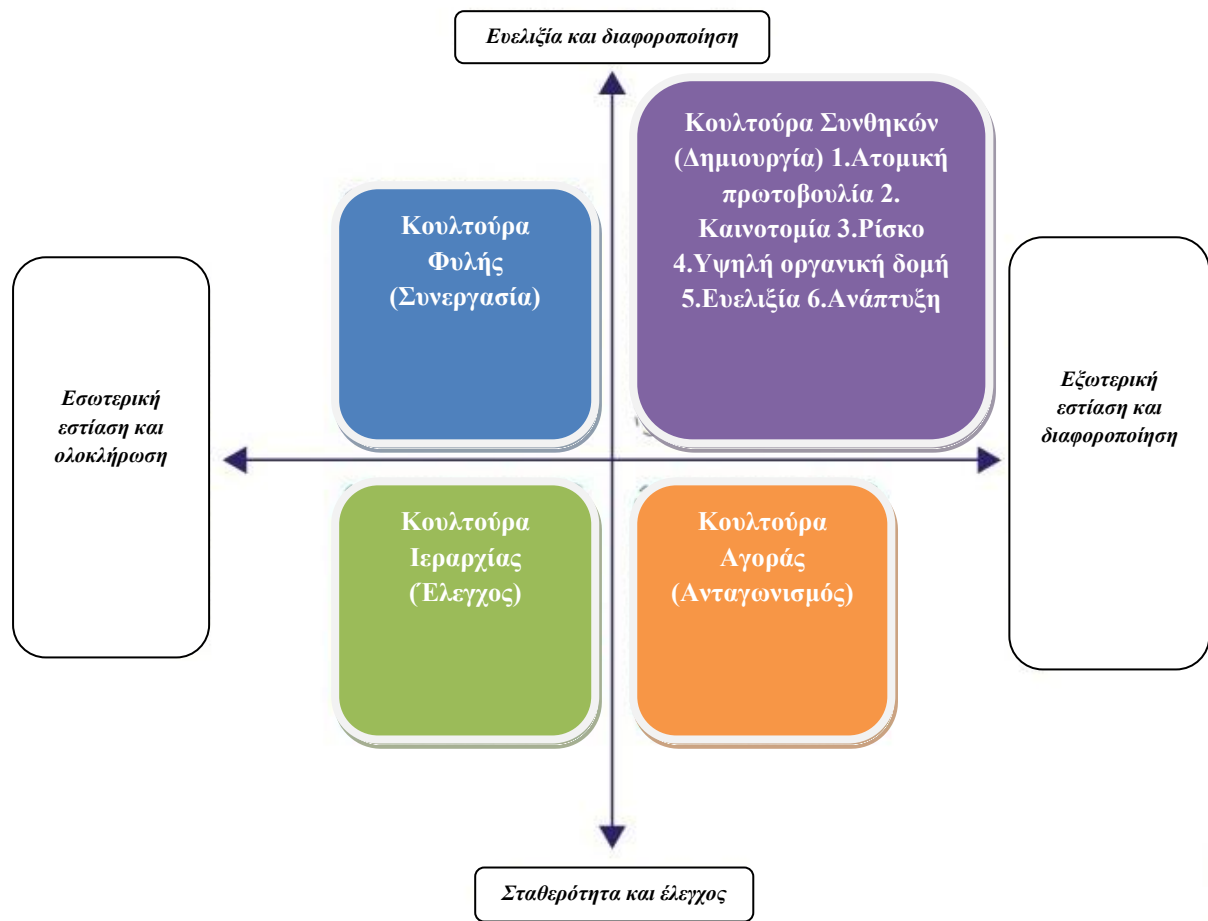 Ευελιξία και διαφοροποίηση
Κουλτούρα Συνθηκών
(Δημιουργία) 1.Ατομική
πρωτοβουλία 2.
Καινοτομία 3.Ρίσκο
4.Υψηλή οργανική δομή
5.Ευελιξία 6.Ανάπτυξη
Κουλτούρα
Φυλής
(Συνεργασία)
Εσωτερική
εστίαση και
ολοκλήρωση
Εξωτερική
εστίαση και
διαφοροποίηση
Κουλτούρα
Ιεραρχίας
(Έλεγχος)
Κουλτούρα
Αγοράς
(Ανταγωνισμός)
Σταθερότητα και έλεγχος